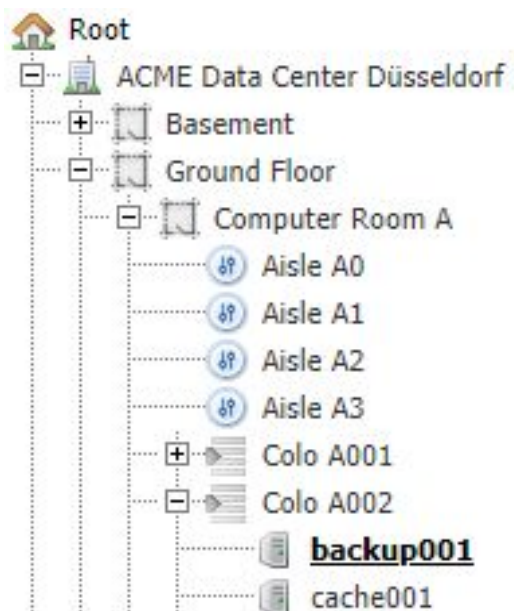 Root
ACME Data Center Düsseldorf
Basement
Ground Floor
Computer Room A
Aisle A0
Aisle A1
Aisle A2
Aisle A3
Colo A001
Colo A002
backup001
cache001